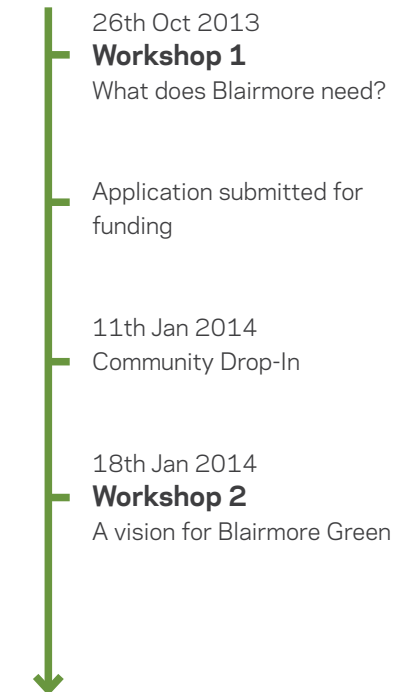 26th Oct 2013
Workshop 1
What does Blairmore need?
Application submitted for
funding
11th Jan 2014
Community Drop-In
18th Jan 2014
Workshop 2
A vision for Blairmore Green